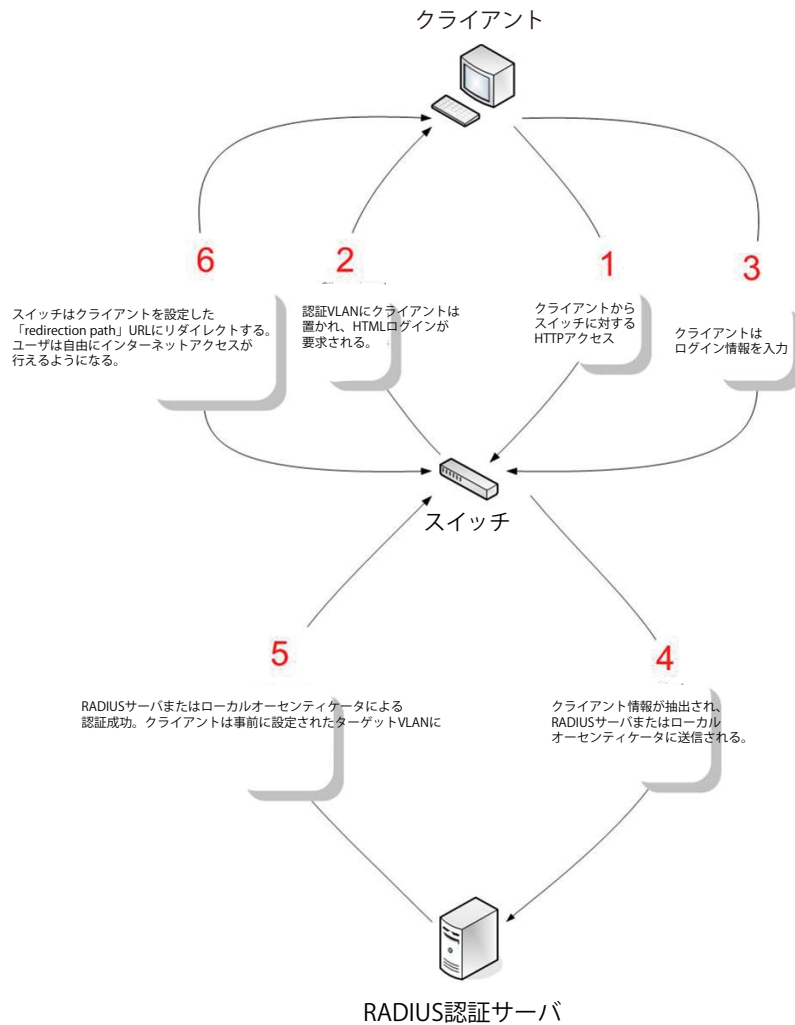 クライアント
6
スイッチはクライアントを設定した
「redirection path」URLにリダイレクトする。
ユーザは自由にインターネットアクセスが
行えるようになる。
2
認証VLANにクライアントは
置かれ、HTMLログインが
要求される。
1
クライアントから
スイッチに対する
HTTPアクセス
3
クライアントは
ログイン情報を入力
スイッチ
5
RADIUSサーバまたはローカルオーセンティケータによる
認証成功。クライアントは事前に設定されたターゲットVLANに
4
クライアント情報が抽出され、
RADIUSサーバまたはローカル
オーセンティケータに送信される。
RADIUS認証サーバ